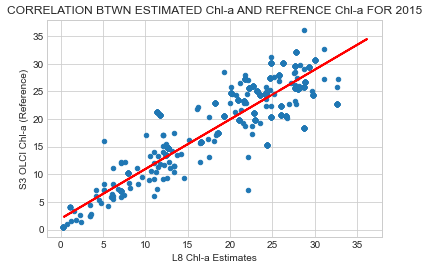 CORRELATION BTWN ESTIMATED Chl-a AND REFRENCE Chl-a FOR 2015
S3 OLCI Chl-a (Reference)
35
30
25
20
15
10
5
0
0 5 10 15 20 25 30 35
L8 Chl-a Estimates